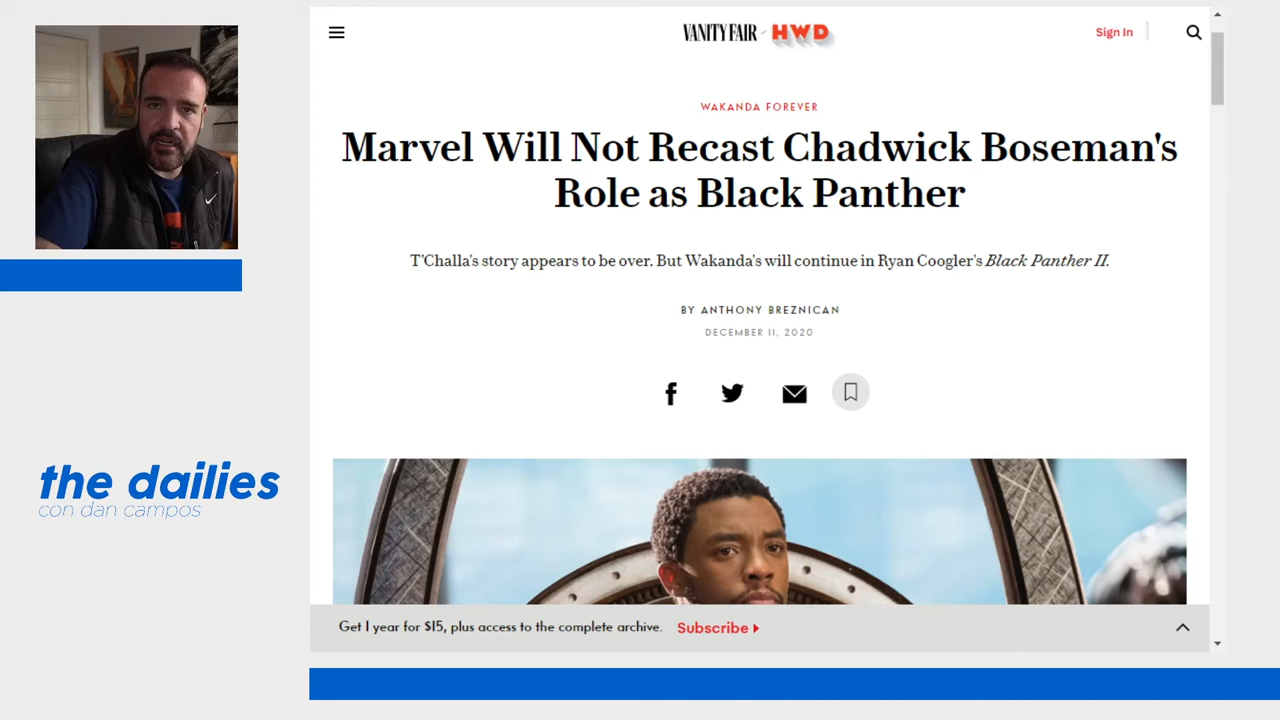 VANITY FAIR HWD
Sign In
WAKANDA FOREVER
Marvel Will Not Recast Chadwick Boseman's
Role as Black Panther
T'Challa's story appears to be over. But Wakanda's will continue in Ryan Coogler's Black Panther II.
BY ANTHONY BREZNICAN
DECEMBER 11, 2020
the dailies
con dan campos
Get 1 year for $15, plus access to the complete archive. Subscribe